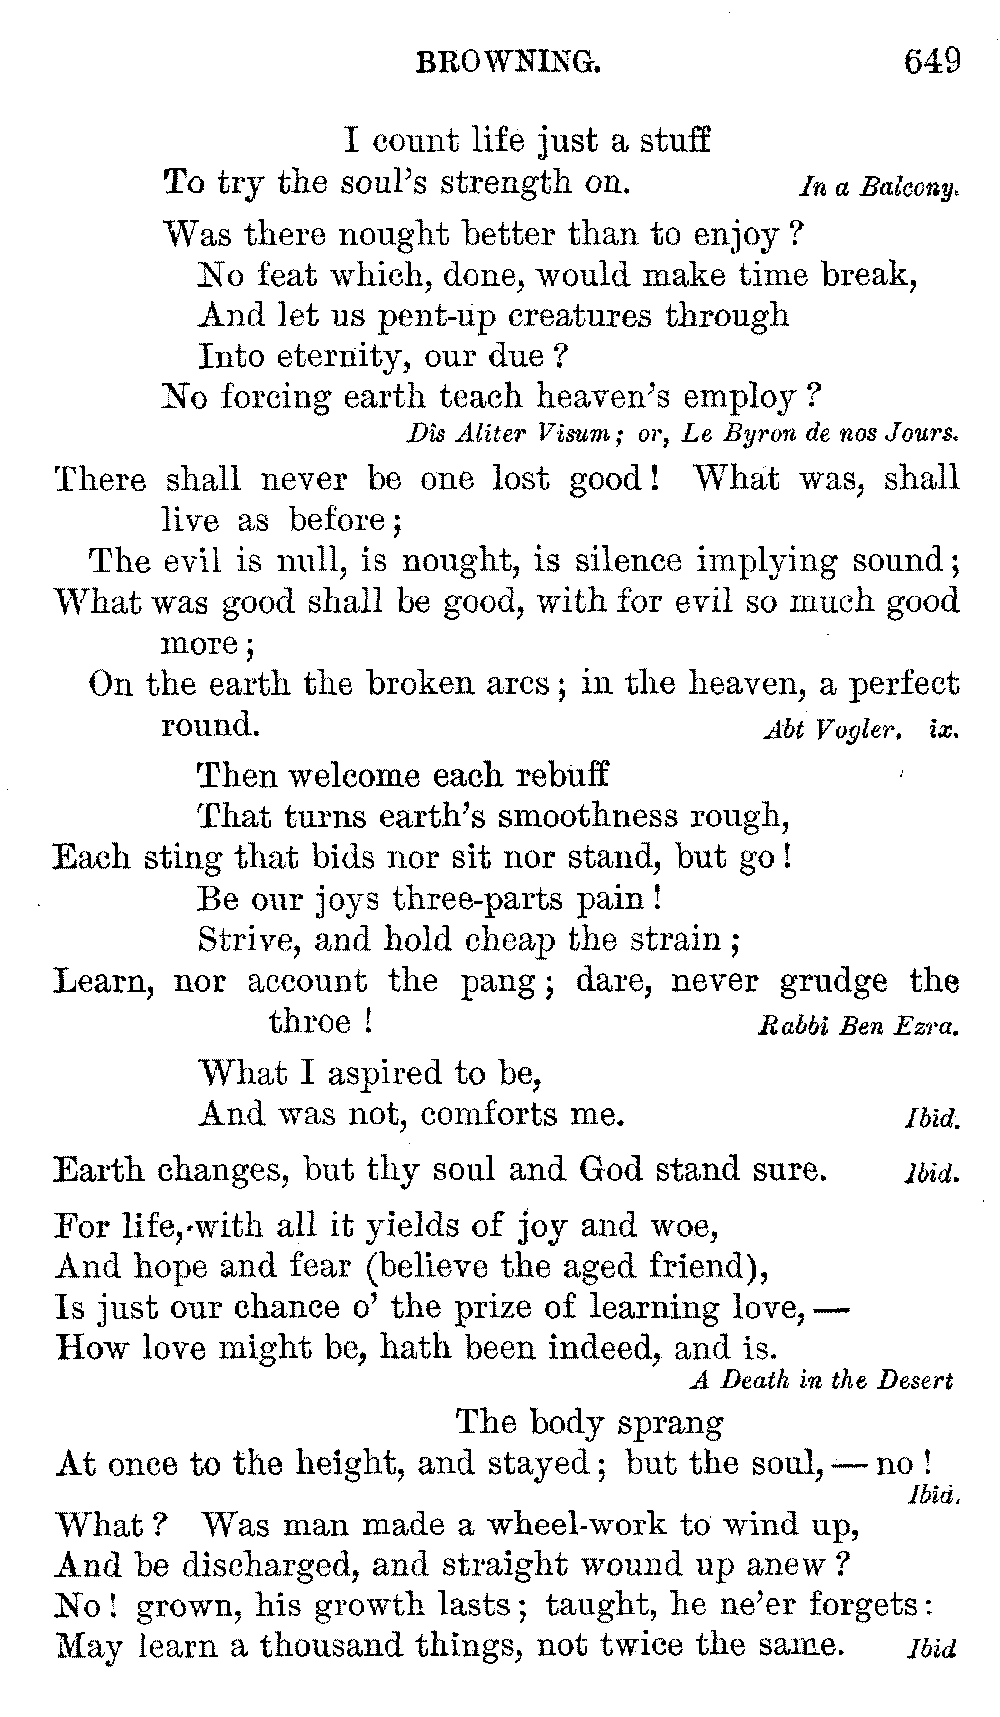 BROWNING. 649
I count life just a stuff
To try the soul's strength on. In a Balcony.
Was there nought better than to enjoy?
No feat which, done, would make time break,
And let us pent-up creatures through
Into eternity, our due?
No forcing earth teach heaven's employ?
Dîs Aliter Visum; or, Le Byron de nos Jours.
There shall never be one lost good! What was, shall
live as before;
The evil is null, is nought, is silence implying sound;
What was good shall be good, with for evil so much good
more;
On the earth the broken arcs; in the heaven, a perfect
round. Abt Vogler. ix.
Then welcome each rebuff
That turns earth's smoothness rough,
Each sting that bids nor sit nor stand, but go!
Be our joys three-parts pain!
Strive, and hold cheap the strain;
Learn, nor account the pang; dare, never grudge the
throe! Rabbi Ben Ezra.
What I aspired to be,
And was not, comforts me. Ibid.
Earth changes, but thy soul and God stand sure. Ibid.
For life, with all it yields of joy and woe,
And hope and fear (believe the aged friend),
Is just our chance o' the prize of learning love,—
How love might be, hath been indeed, and is.
A Death in the Desert
The body sprang
At once to the height, and stayed; but the soul,—no!
Ibid.
What? Was man made a wheel-work to wind up,
And be discharged, and straight wound up anew?
No! grown, his growth lasts; taught, he ne'er forgets:
May learn a thousand things, not twice the same. Ibid